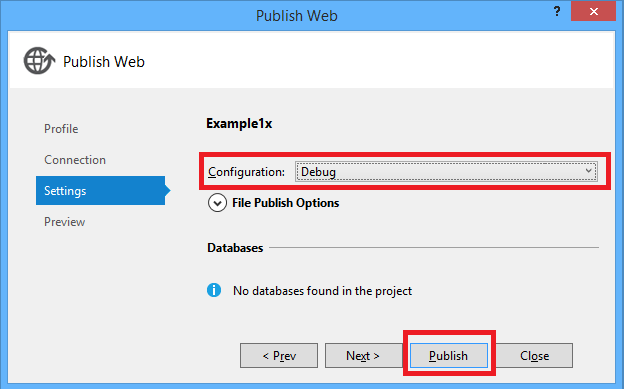 Publish Web
?
Publish Web
Profile
Connection
Settings
Preview
Example1x
Configuration: Debug
File Publish Options
Databases
No databases found in the project
< Prev Next > Publish Close